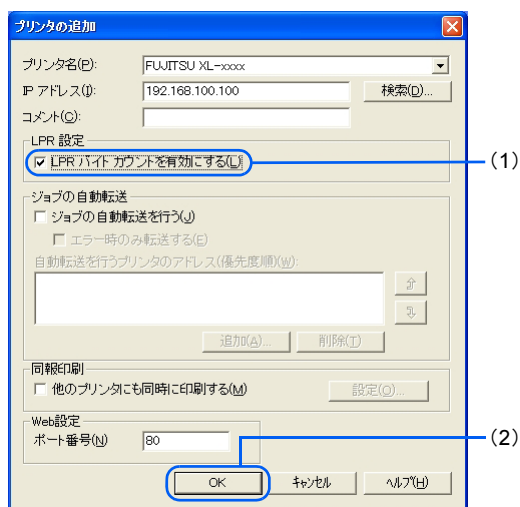 プリンタの追加
プリンタ名(P): FUJITSU XL-xxxx
IP アドレス(I): 192.168.100.100 検索(D)...
コメント(C):
LPR 設定
LPR バイト カウントを有効にする(L) (1)
ジョブの自動転送
ジョブの自動転送を行う(J)
エラー時のみ転送する(E)
自動転送を行うプリンタのアドレス(優先度順)(W):
追加(A)... 削除(T)
同報印刷
他のプリンタにも同時に印刷する(M) 設定(O)...
Web設定
ポート番号(N) 80
(2)
OK キャンセル ヘルプ(H)